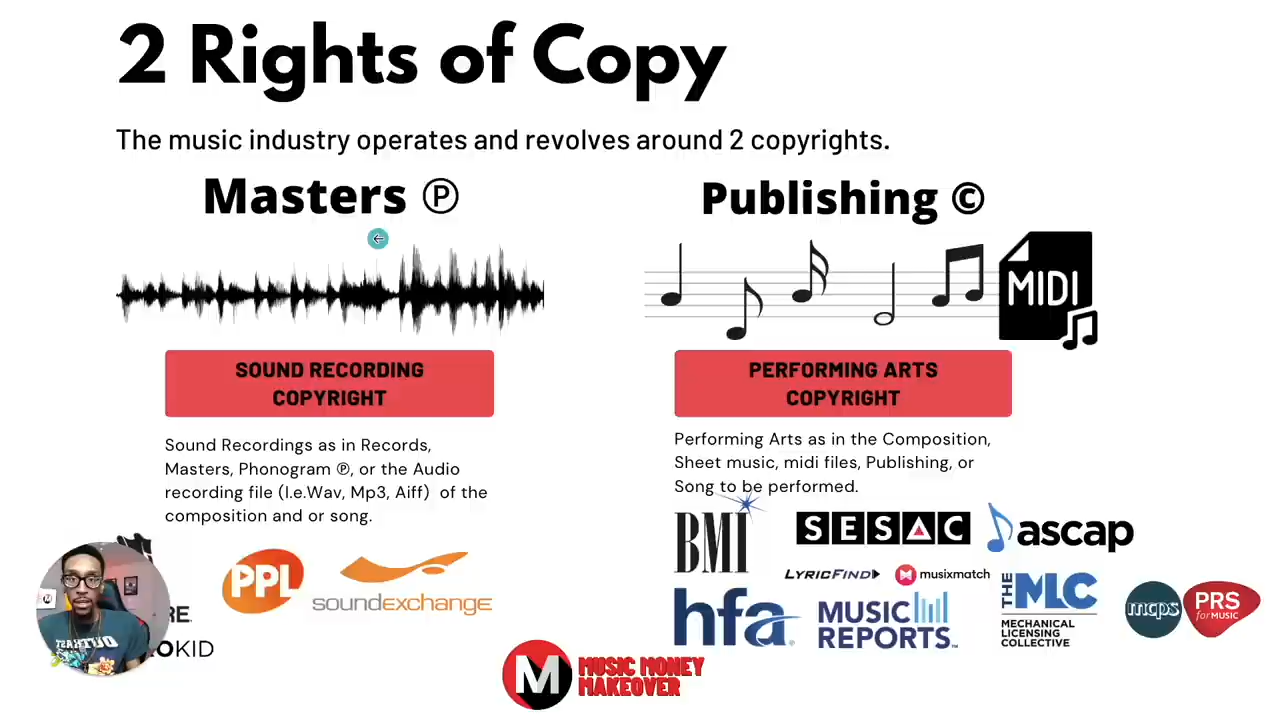 2 Rights of Copy
The music industry operates and revolves around 2 copyrights.
Masters ℗
SOUND RECORDING
COPYRIGHT
Sound Recordings as in Records,
Masters, Phonogram ℗, or the Audio
recording file (I.e.Wav, Mp3, Aiff)  of the
composition and or song.
PPL
soundexchange
RE.
OKID
Publishing ©
MIDI
PERFORMING ARTS
COPYRIGHT
Performing Arts as in the Composition,
Sheet music, midi files, Publishing, or
Song to be performed.
BMI
SESAC
ascap
LYRICFIND
musixmatch
hfa
MUSIC
REPORTS
THE MLC
MECHANICAL
LICENSING
COLLECTIVE
mcps
PRS
for MUSIC
M
MUSIC MONEY
MAKEOVER